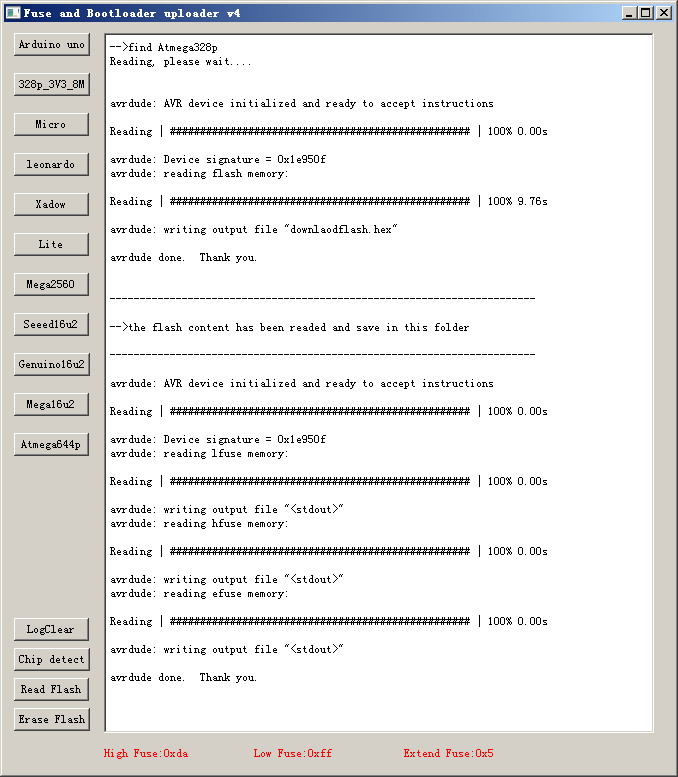 Fuse and Bootloader uploader v4
Arduino uno
328p_3V3_8M
Micro
leonardo
Xadow
Lite
Mega2560
Seeed16u2
Genuino16u2
Mega16u2
Atmega644p
LogClear
Chip detect
Read Flash
Erase Flash
-->find Atmega328p
Reading, please wait....
avrdude: AVR device initialized and ready to accept instructions
Reading | ################################################## | 100% 0.00s
avrdude: Device signature = 0x1e950f
avrdude: reading flash memory:
Reading | ################################################## | 100% 9.76s
avrdude: writing output file "downlaodflash.hex"
avrdude done.  Thank you.
-----------------------------------------------------------------------
-->the flash content has been readed and save in this folder
-----------------------------------------------------------------------
avrdude: AVR device initialized and ready to accept instructions
Reading | ################################################## | 100% 0.00s
avrdude: Device signature = 0x1e950f
avrdude: reading lfuse memory:
Reading | ################################################## | 100% 0.00s
avrdude: writing output file "<stdout>"
avrdude: reading hfuse memory:
Reading | ################################################## | 100% 0.00s
avrdude: writing output file "<stdout>"
avrdude: reading efuse memory:
Reading | ################################################## | 100% 0.00s
avrdude: writing output file "<stdout>"
avrdude done.  Thank you.
High Fuse:0xda
Low Fuse:0xff
Extend Fuse:0x5